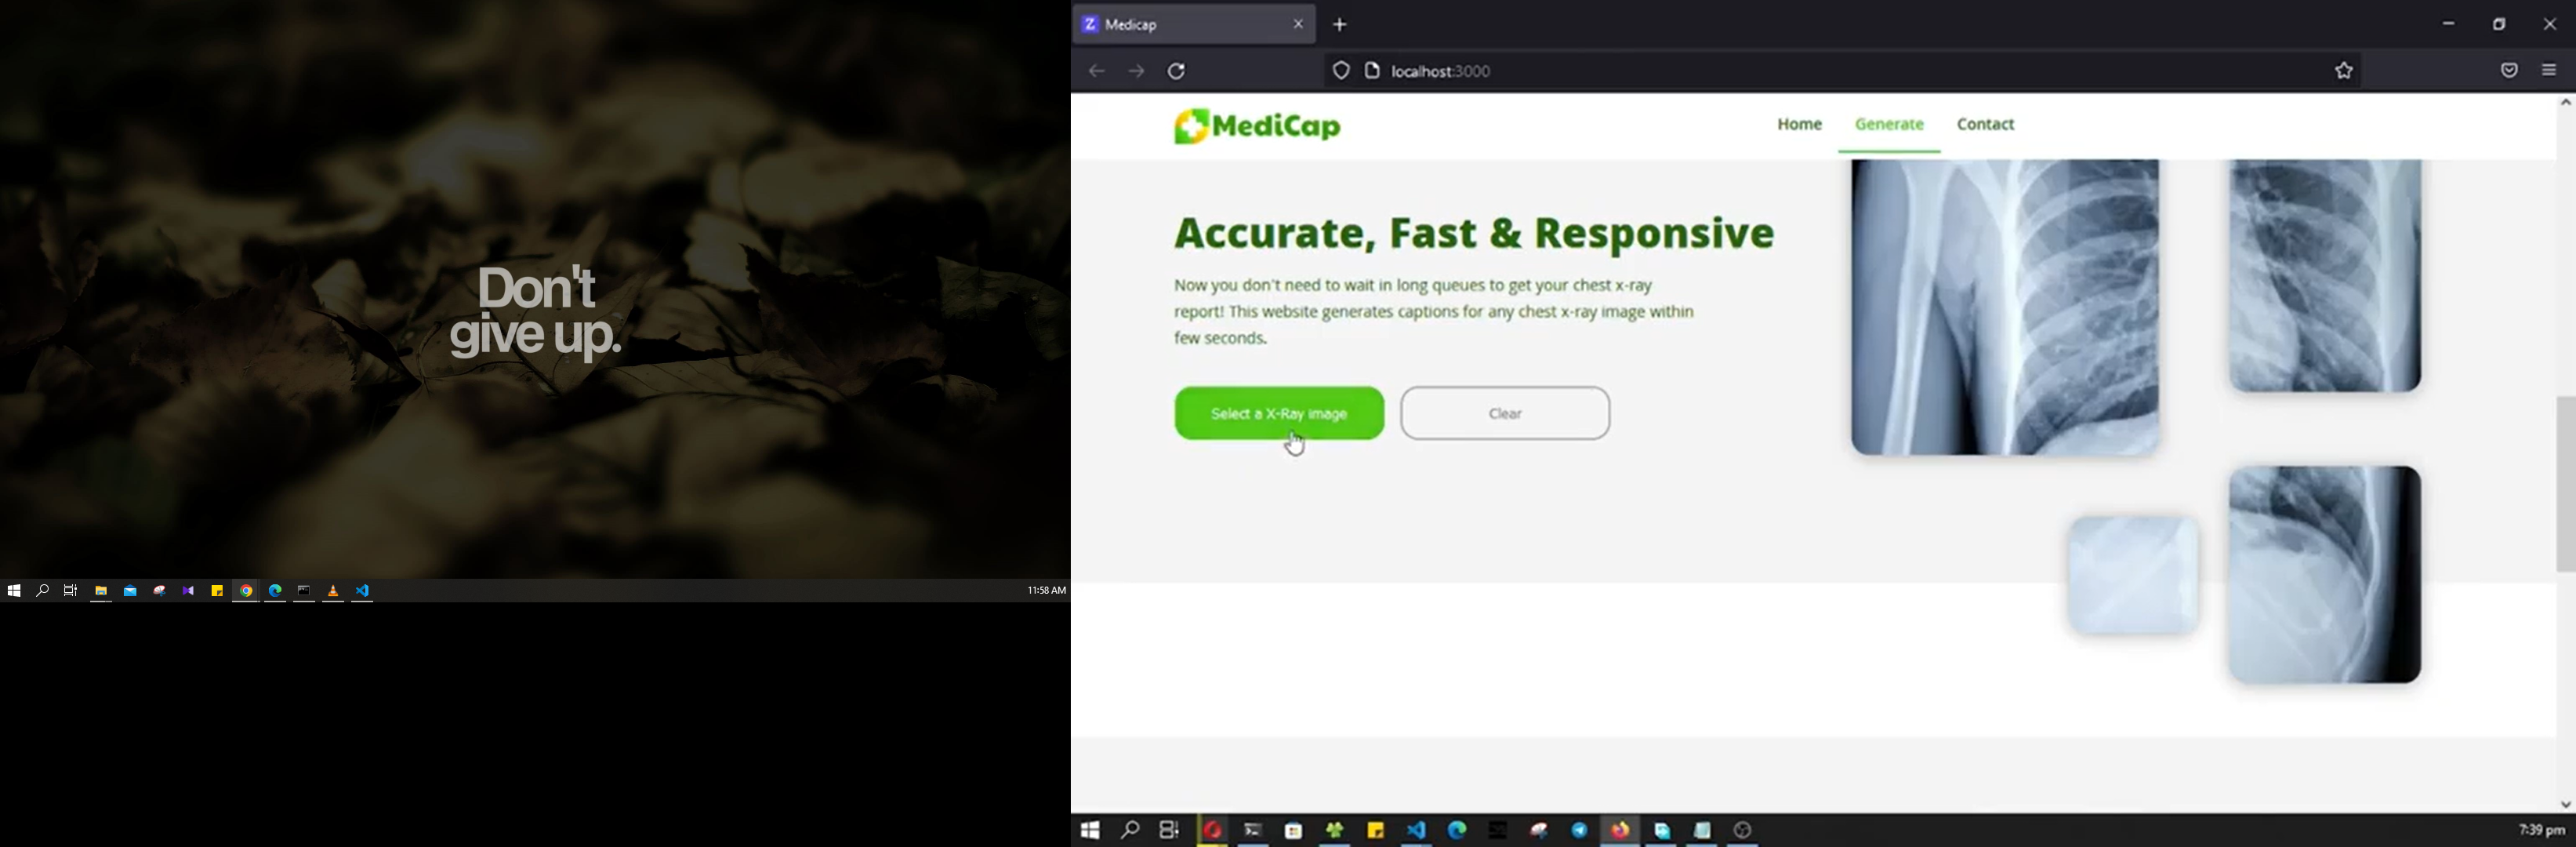 Don't
give up.
11:58 AM
Medicap
localhost:3000
MediCap
Home Generate Contact
Accurate, Fast & Responsive
Now you don't need to wait in long queues to get your chest x-ray
report! This website generates captions for any chest x-ray image within
few seconds.
Select a X-Ray image Clear
7:39 pm